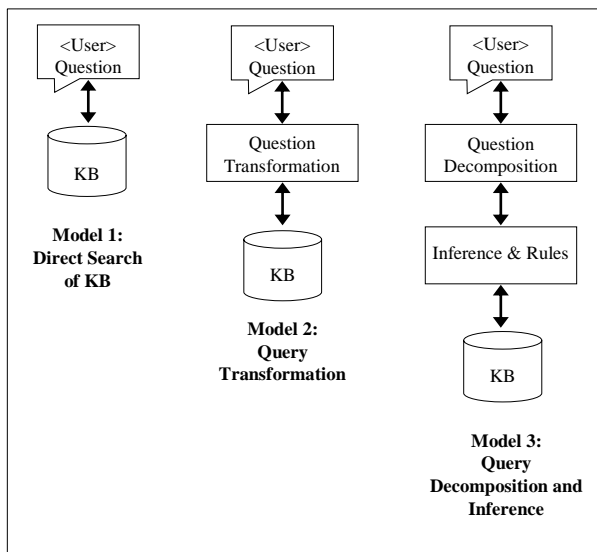 <User>
Question
KB
Model 1:
Direct Search
of KB
<User>
Question
Question
Transformation
KB
Model 2:
Query
Transformation
<User>
Question
Question
Decomposition
Inference & Rules
KB
Model 3:
Query
Decomposition and
Inference